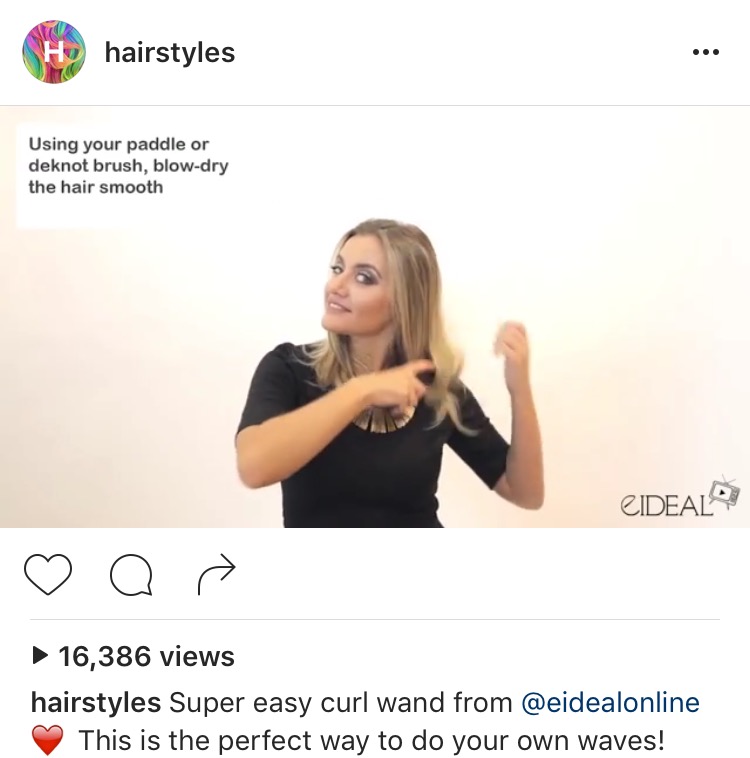 H
hairstyles
Using your paddle or
deknot brush, blow-dry
the hair smooth
eIDEAL
16,386 views
hairstyles Super easy curl wand from @eidealonline
This is the perfect way to do your own waves!